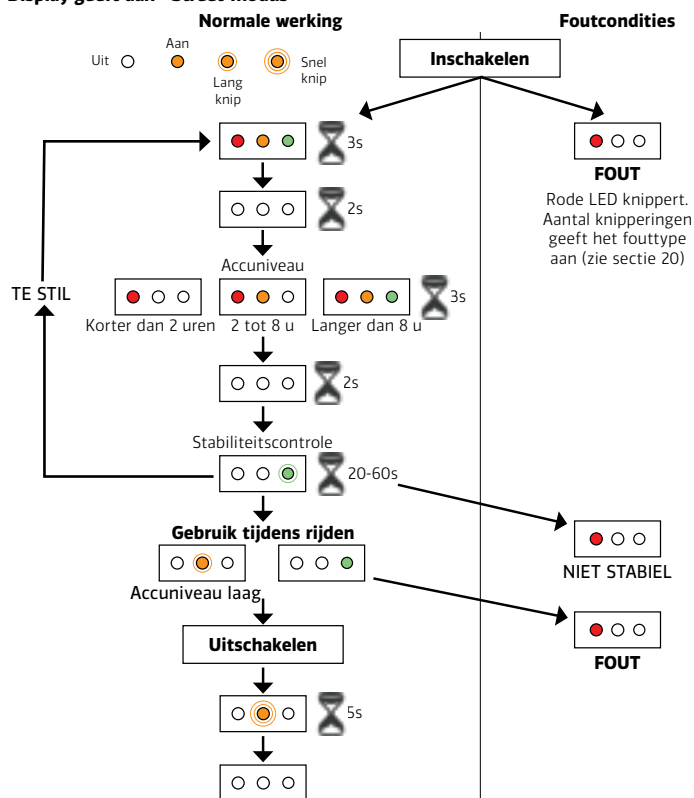 Display geeft aan - Street modus
Normale werking
Foutcondities
Uit
Aan
Lang
knip
Snel
knip
Inschakelen
3s
FOUT
Rode LED knippert.
Aantal knipperingen
geeft het fouttype
aan (zie sectie 20)
2s
Accuniveau
TE STIL
3s
Korter dan 2 uren
2 tot 8 u
Langer dan 8 u
2s
Stabiliteitscontrole
20-60s
Gebruik tijdens rijden
NIET STABIEL
Accuniveau laag
Uitschakelen
FOUT
5s